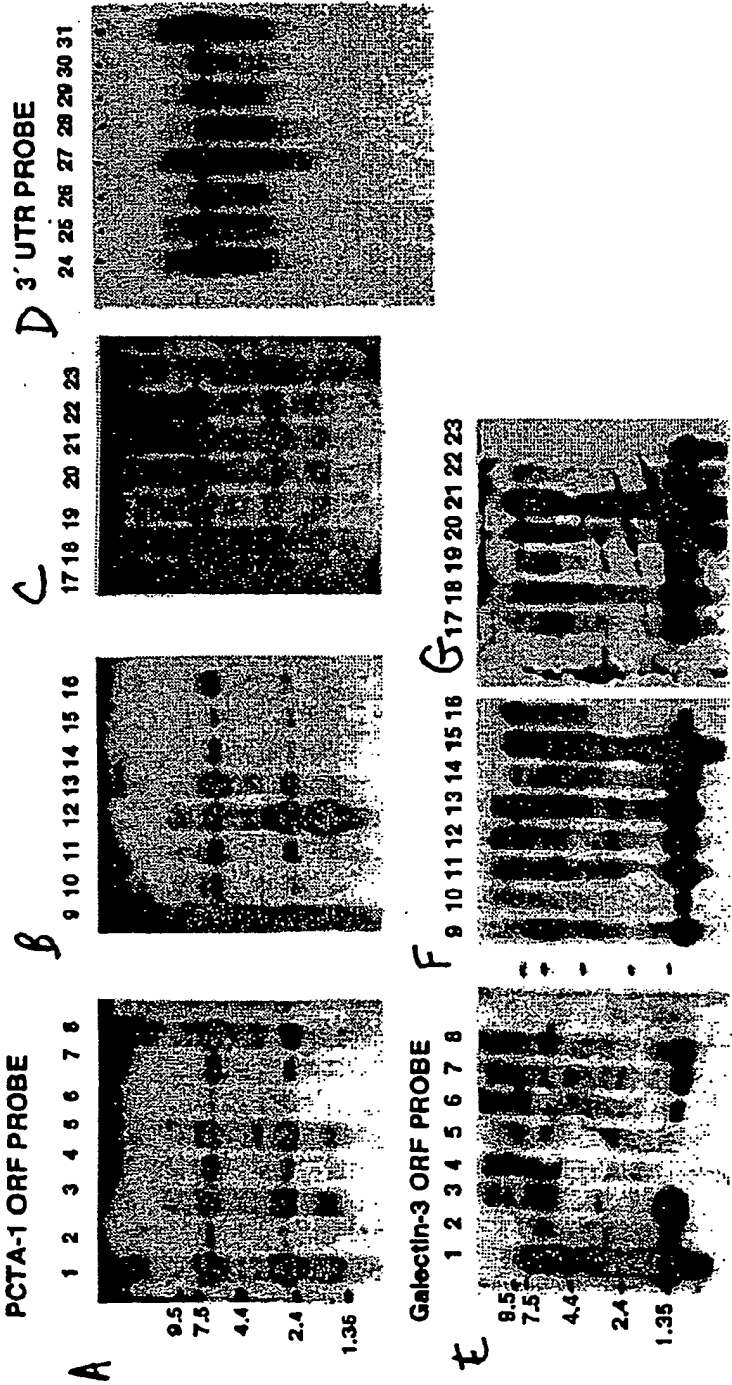 PCTA-1 ORF PROBE
A
1 2 3 4 5 6 7 8
9.5
7.5
4.4
2.4
1.35
B
9 10 11 12 13 14 15 16
C
17 18 19 20 21 22 23
D 3´ UTR PROBE
24 25 26 27 28 29 30 31
Galectin-3 ORF PROBE
E
1 2 3 4 5 6 7 8
9.5
7.5
4.4
2.4
1.35
F
9 10 11 12 13 14 15 16
G
17 18 19 20 21 22 23